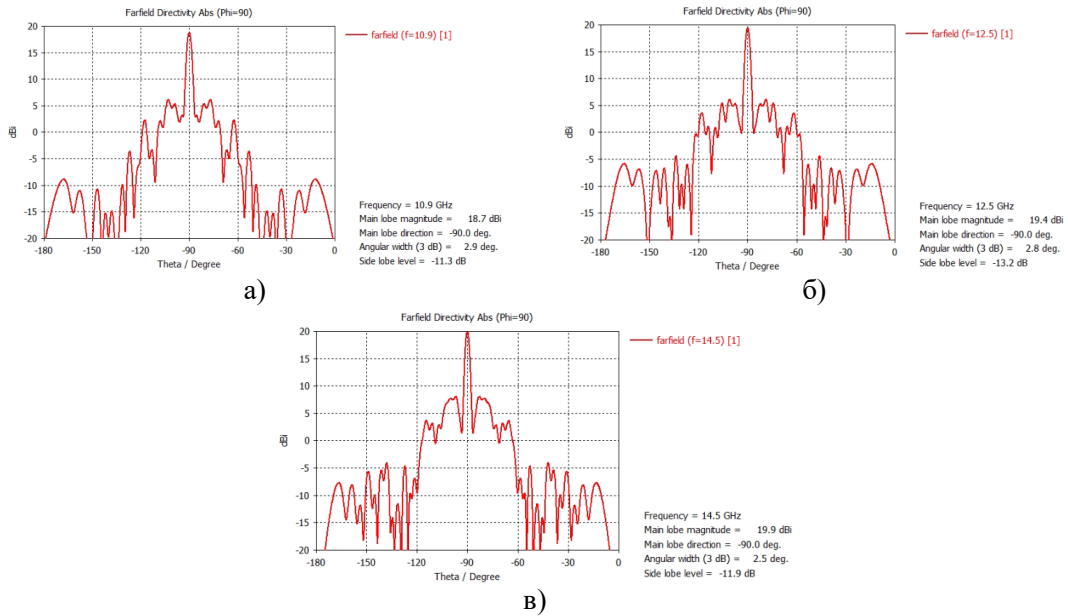 Farfield Directivity Abs (Phi=90)
20
15
10
5
0
-5
-10
-15
-20
dBi
-180
-150
-120
-90
-60
-30
0
Theta / Degree
farfield (f=10.9) [1]
Frequency = 10.9 GHz
Main lobe magnitude = 18.7 dBi
Main lobe direction = -90.0 deg.
Angular width (3 dB) = 2.9 deg.
Side lobe level = -11.3 dB
а)
Farfield Directivity Abs (Phi=90)
20
15
10
5
0
-5
-10
-15
-20
dBi
-180
-150
-120
-90
-60
-30
0
Theta / Degree
farfield (f=12.5) [1]
Frequency = 12.5 GHz
Main lobe magnitude = 19.4 dBi
Main lobe direction = -90.0 deg.
Angular width (3 dB) = 2.8 deg.
Side lobe level = -13.2 dB
б)
Farfield Directivity Abs (Phi=90)
20
15
10
5
0
-5
-10
-15
-20
dBi
-180
-150
-120
-90
-60
-30
0
Theta / Degree
farfield (f=14.5) [1]
Frequency = 14.5 GHz
Main lobe magnitude = 19.9 dBi
Main lobe direction = -90.0 deg.
Angular width (3 dB) = 2.5 deg.
Side lobe level = -11.9 dB
в)